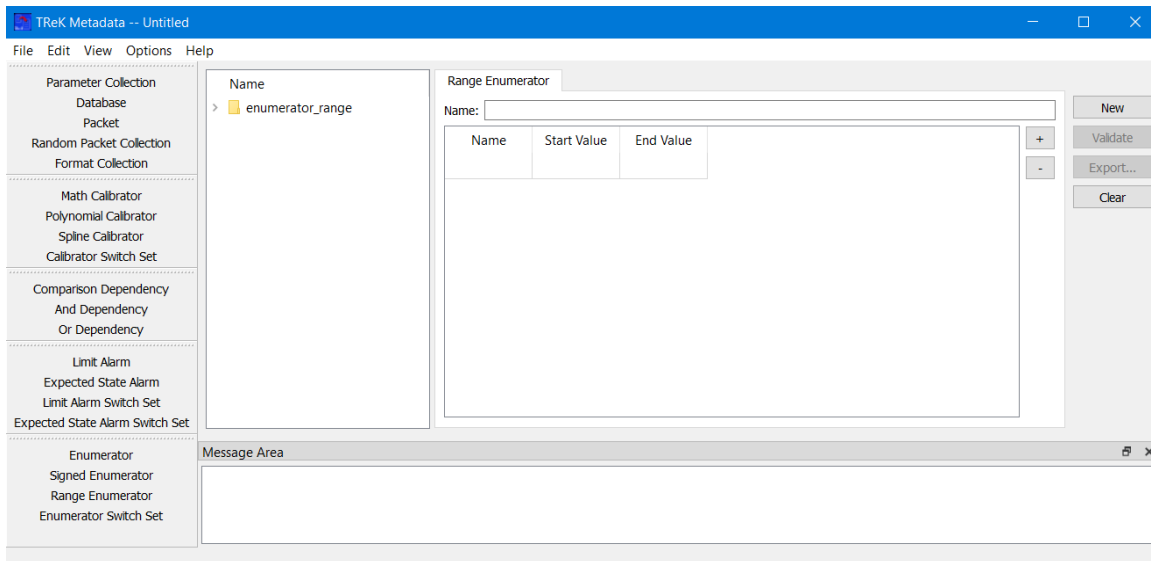 TReK Metadata -- Untitled
File Edit View Options Help
Parameter Collection
Database
Packet
Random Packet Collection
Format Collection
Math Calibrator
Polynomial Calibrator
Spline Calibrator
Calibrator Switch Set
Comparison Dependency
And Dependency
Or Dependency
Limit Alarm
Expected State Alarm
Limit Alarm Switch Set
Expected State Alarm Switch Set
Enumerator
Signed Enumerator
Range Enumerator
Enumerator Switch Set
Name
enumerator_range
Range Enumerator
Name:
Name Start Value End Value
+
-
New
Validate
Export...
Clear
Message Area